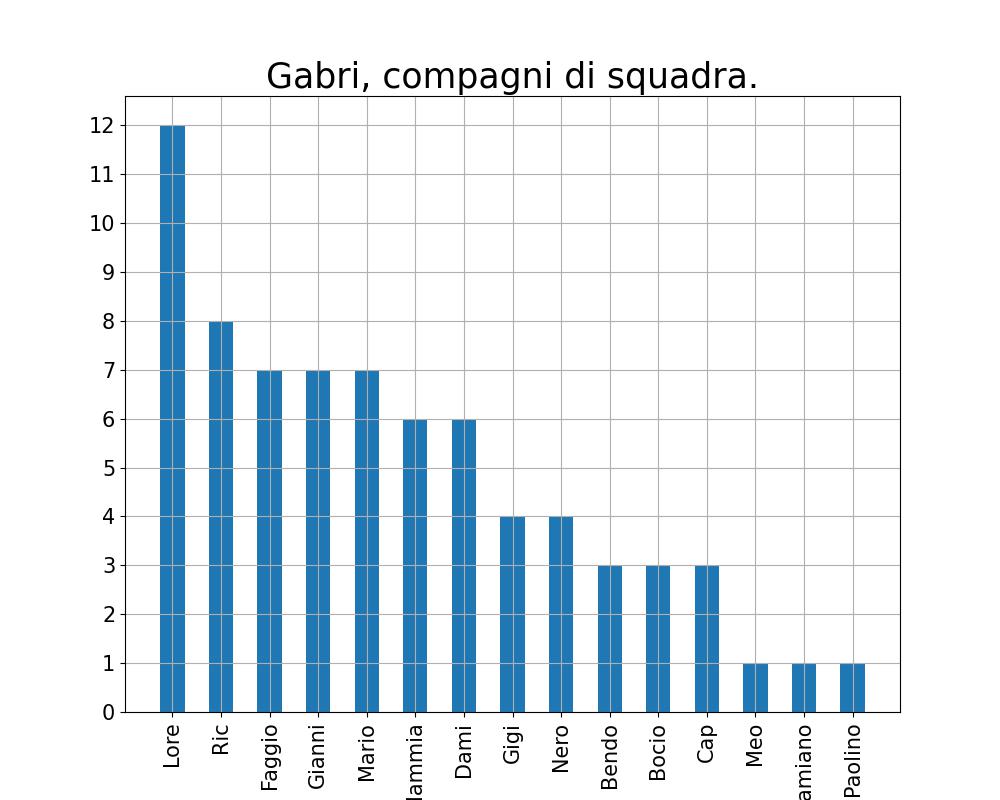 Gabri, compagni di squadra.
12
11
10
9
8
7
6
5
4
3
2
1
0
Lore
Ric
Faggio
Gianni
Mario
Dami
Gigi
Nero
Bendo
Bocio
Cap
Meo
Paolino